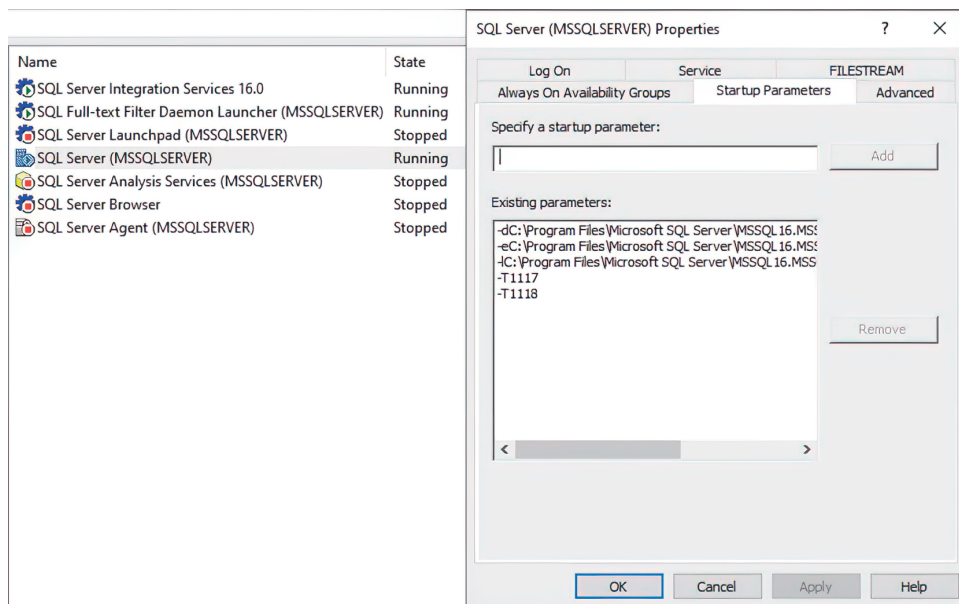 Name State
SQL Server Integration Services 16.0 Running
SQL Full-text Filter Daemon Launcher (MSSQLSERVER) Running
SQL Server Launchpad (MSSQLSERVER) Stopped
SQL Server (MSSQLSERVER) Running
SQL Server Analysis Services (MSSQLSERVER) Stopped
SQL Server Browser Stopped
SQL Server Agent (MSSQLSERVER) Stopped
SQL Server (MSSQLSERVER) Properties ? ×
Log On Service FILESTREAM
Always On Availability Groups Startup Parameters Advanced
Specify a startup parameter:
Add
Existing parameters:
-dC:\Program Files\Microsoft SQL Server\MSSQL16.MSS
-eC:\Program Files\Microsoft SQL Server\MSSQL16.MSS
-lC:\Program Files\Microsoft SQL Server\MSSQL16.MSS
-T1117
-T1118
Remove
OK Cancel Apply Help